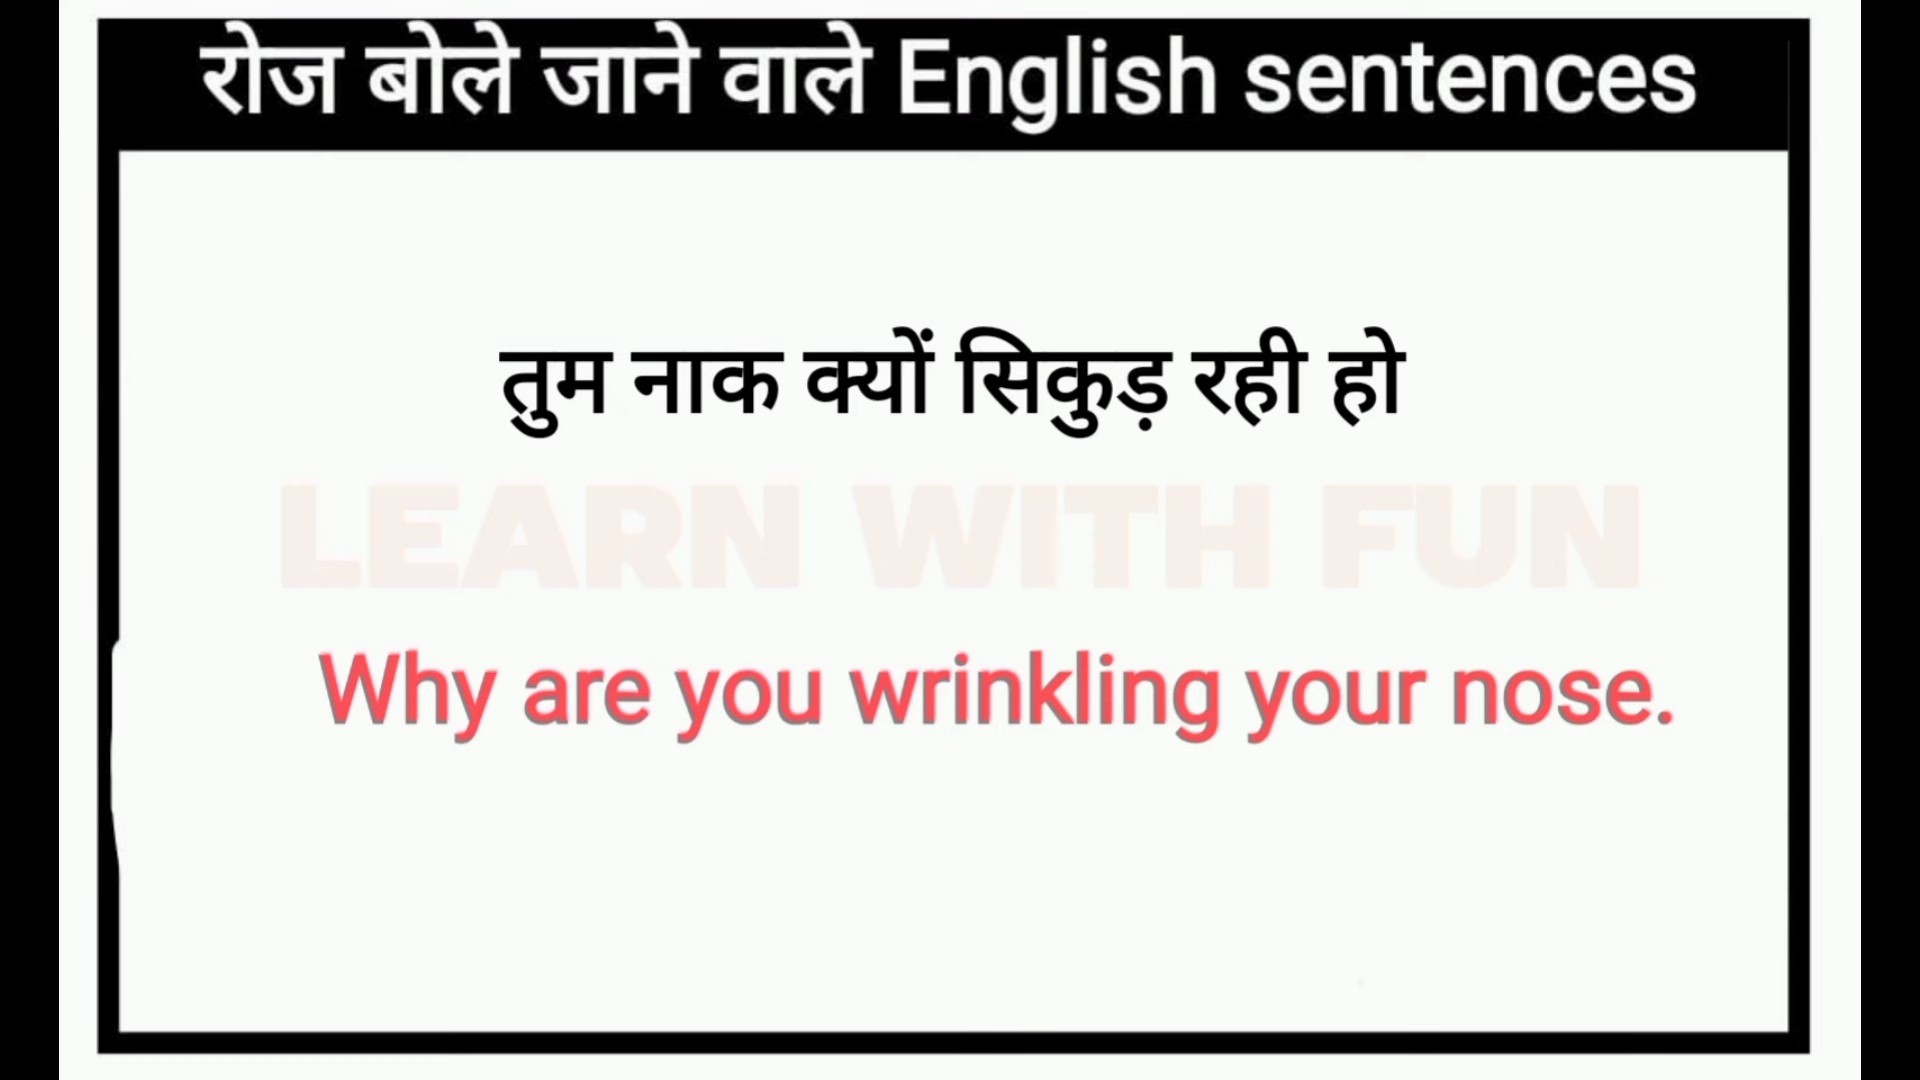 रोज बोले जाने वाले English sentences
तुम नाक क्यों सिकुड़ रही हो
LEARN WITH FUN
Why are you wrinkling your nose.